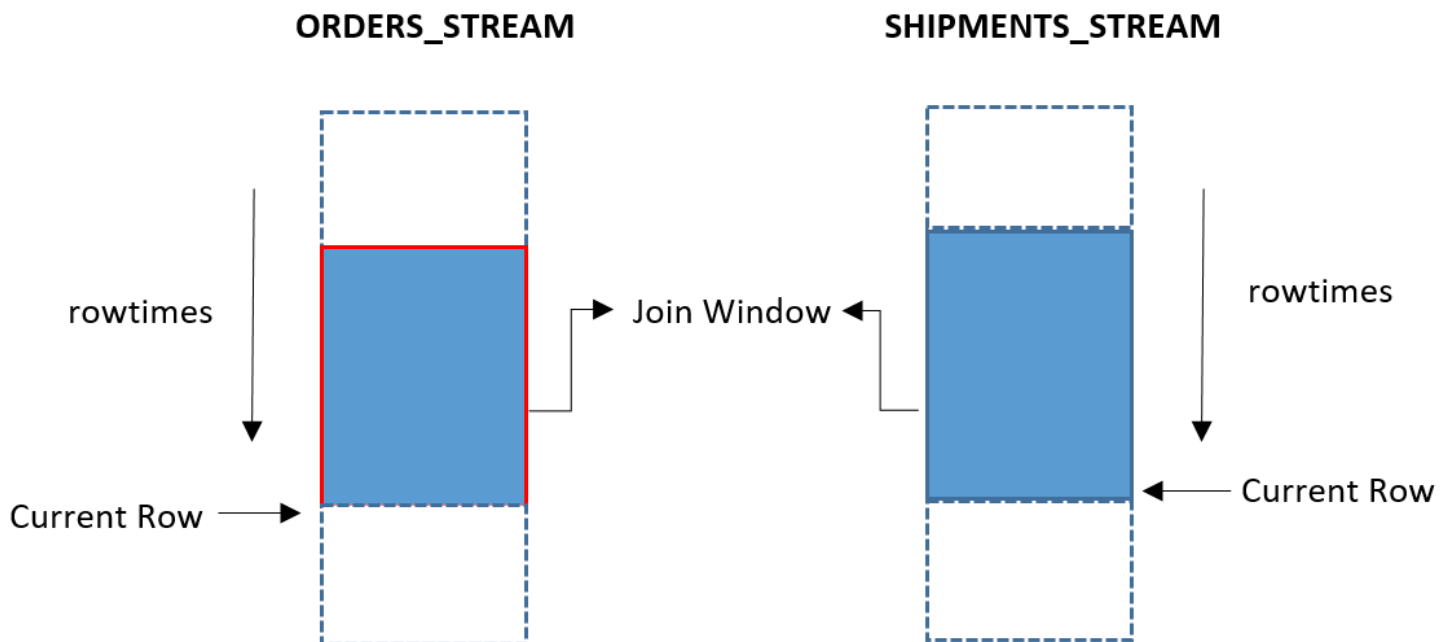 ORDERS_STREAM
SHIPMENTS_STREAM
rowtimes
Join Window
rowtimes
Current Row
Current Row